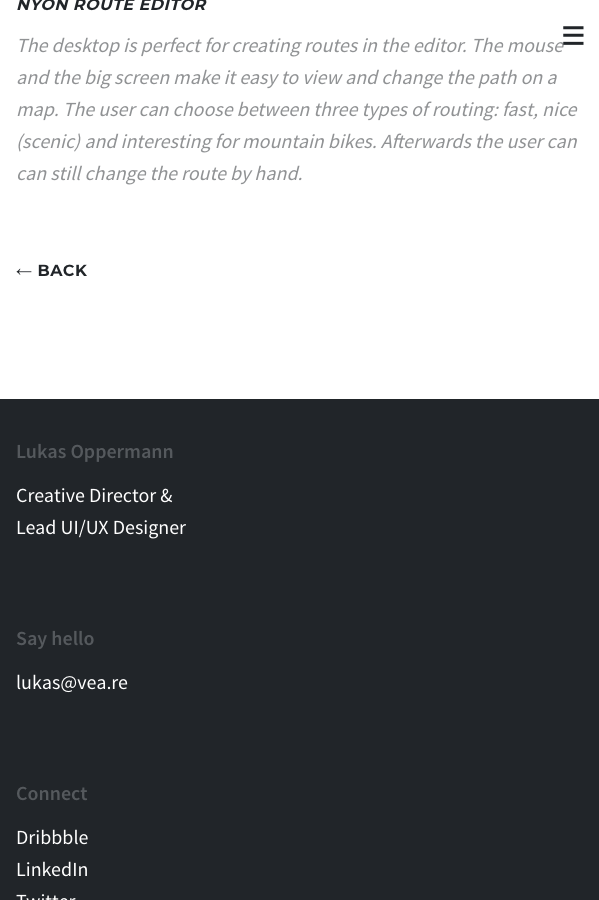 NYON ROUTE EDITOR
The desktop is perfect for creating routes in the editor. The mouse
and the big screen make it easy to view and change the path on a
map. The user can choose between three types of routing: fast, nice
(scenic) and interesting for mountain bikes. Afterwards the user can
can still change the route by hand.
← BACK
Lukas Oppermann
Creative Director &
Lead UI/UX Designer
Say hello
lukas@vea.re
Connect
Dribbble
LinkedIn
Twitter